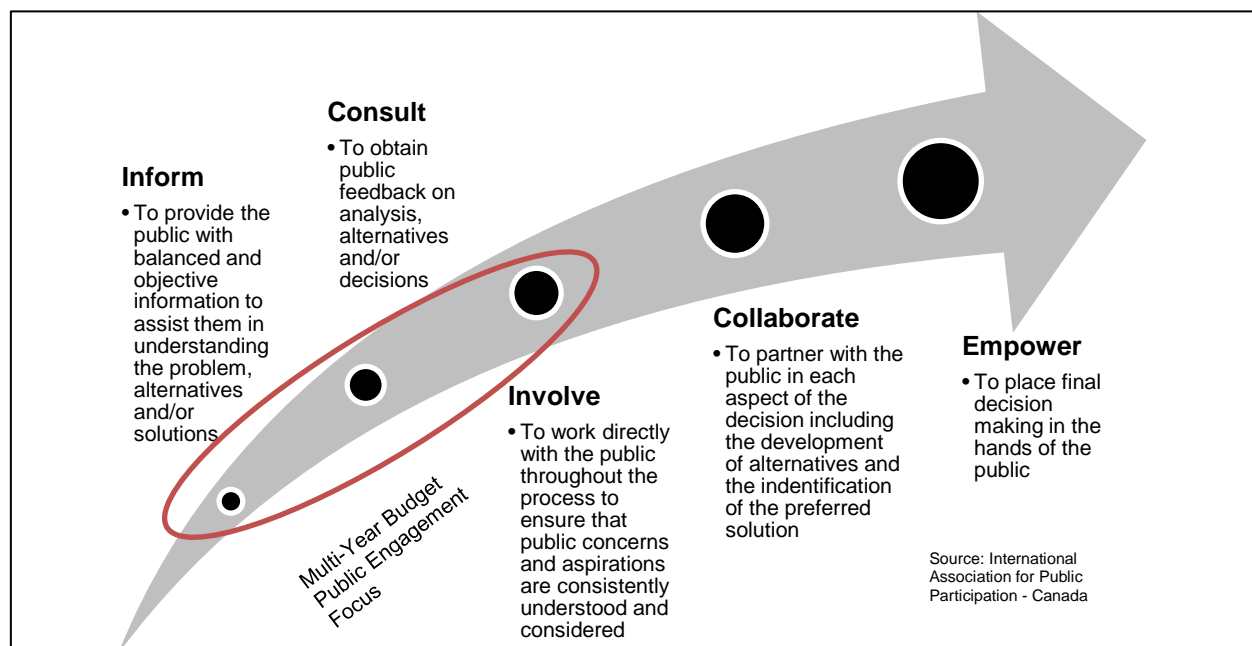 Inform
• To provide the
public with
balanced and
objective
information to
assist them in
understanding
the problem,
alternatives
and/or
solutions
Consult
• To obtain
public
feedback on
analysis,
alternatives
and/or
decisions
Involve
• To work directly
with the public
throughout the
process to
ensure that
public concerns
and aspirations
are consistently
understood and
considered
Collaborate
• To partner with the
public in each
aspect of the
decision including
the development
of alternatives and
the indentification
of the preferred
solution
Empower
• To place final
decision
making in the
hands of the
public
Multi-Year Budget
Public Engagement
Focus
Source: International
Association for Public
Participation - Canada